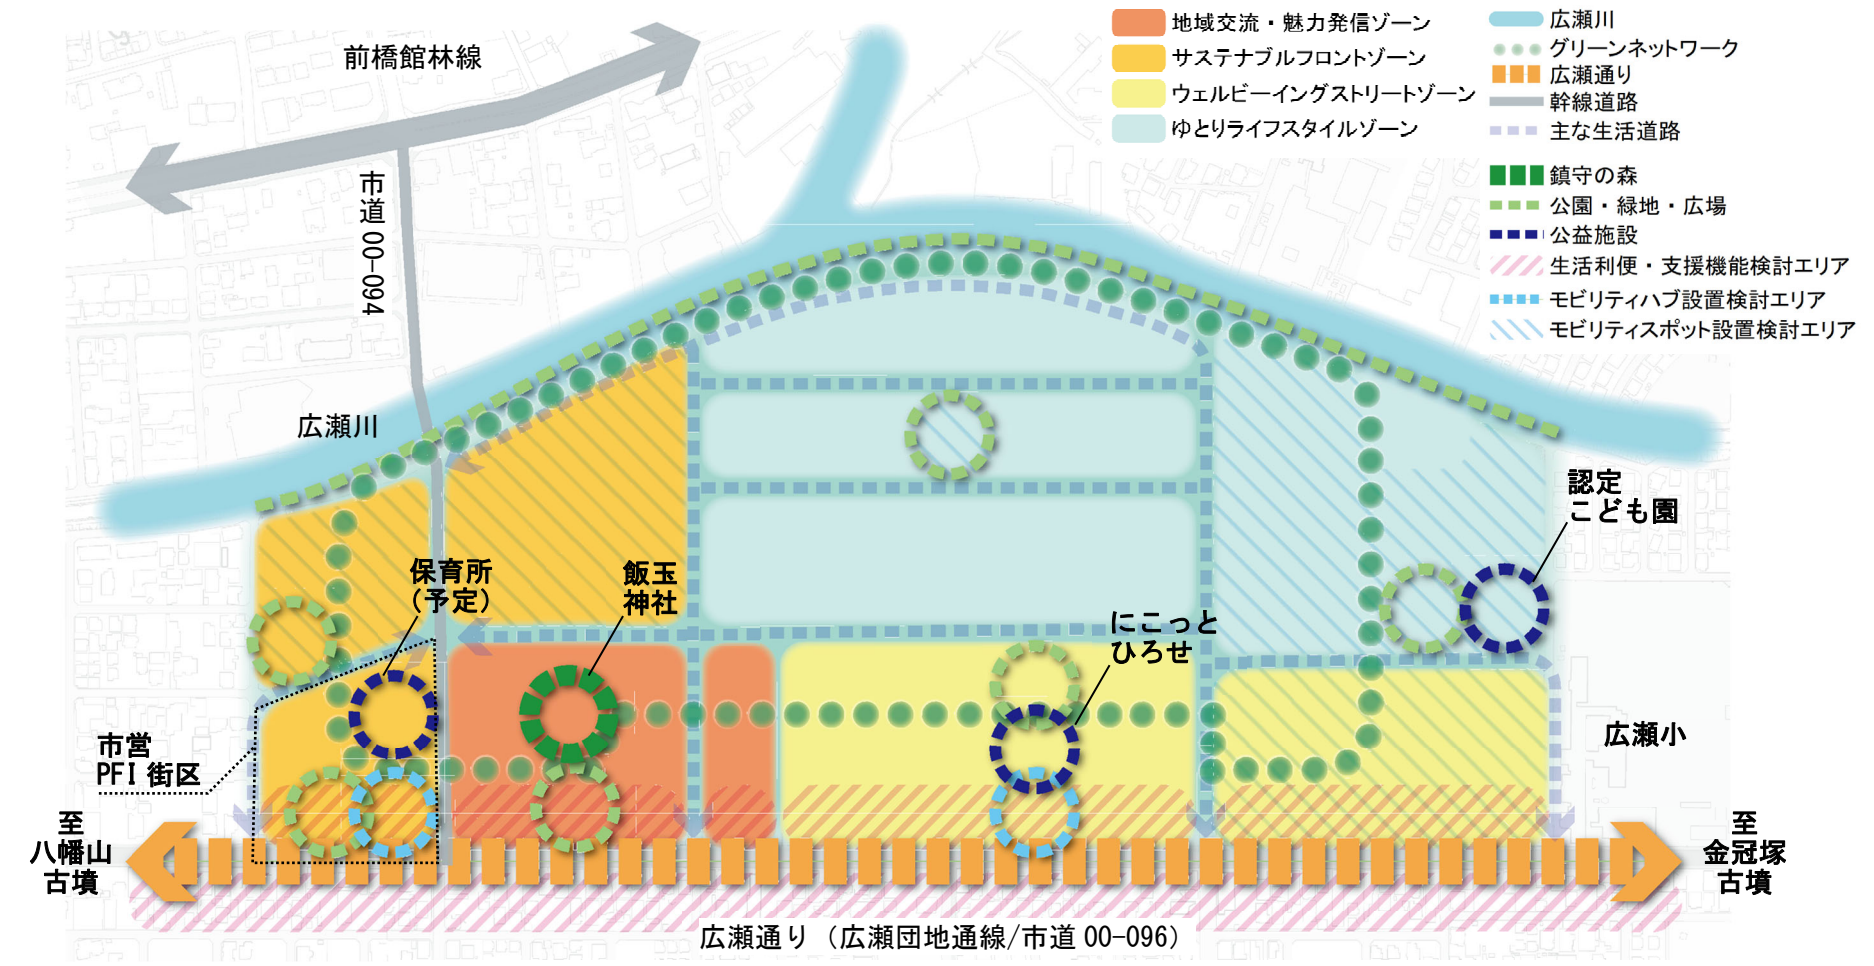 前橋館林線
市道 00-094
広瀬川
地域交流・魅力発信ゾーン
サステナブルフロントゾーン
ウェルビーイングストリートゾーン
ゆとりライフスタイルゾーン
広瀬川
グリーンネットワーク
広瀬通り
幹線道路
主な生活道路
鎮守の森
公園・緑地・広場
公益施設
生活利便・支援機能検討エリア
モビリティハブ設置検討エリア
モビリティスポット設置検討エリア
認定
こども園
保育所
(予定)
飯玉
神社
にこっと
ひろせ
市営
PFI 街区
広瀬小
至
八幡山
古墳
至
金冠塚
古墳
広瀬通り（広瀬団地通線/市道 00-096）